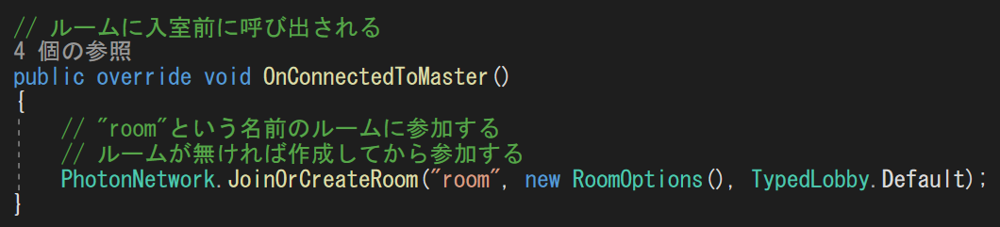 // ルームに入室前に呼び出される
4 個の参照
public override void OnConnectedToMaster()
{
// "room"という名前のルームに参加する
// ルームが無ければ作成してから参加する
PhotonNetwork.JoinOrCreateRoom("room", new RoomOptions(), TypedLobby.Default);
}